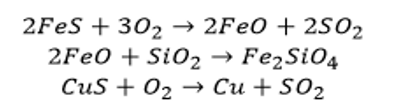 2FeS + 3O₂ → 2FeO + 2SO₂
2FeO + SiO₂ → Fe₂SiO₄
CuS + O₂ → Cu + SO₂